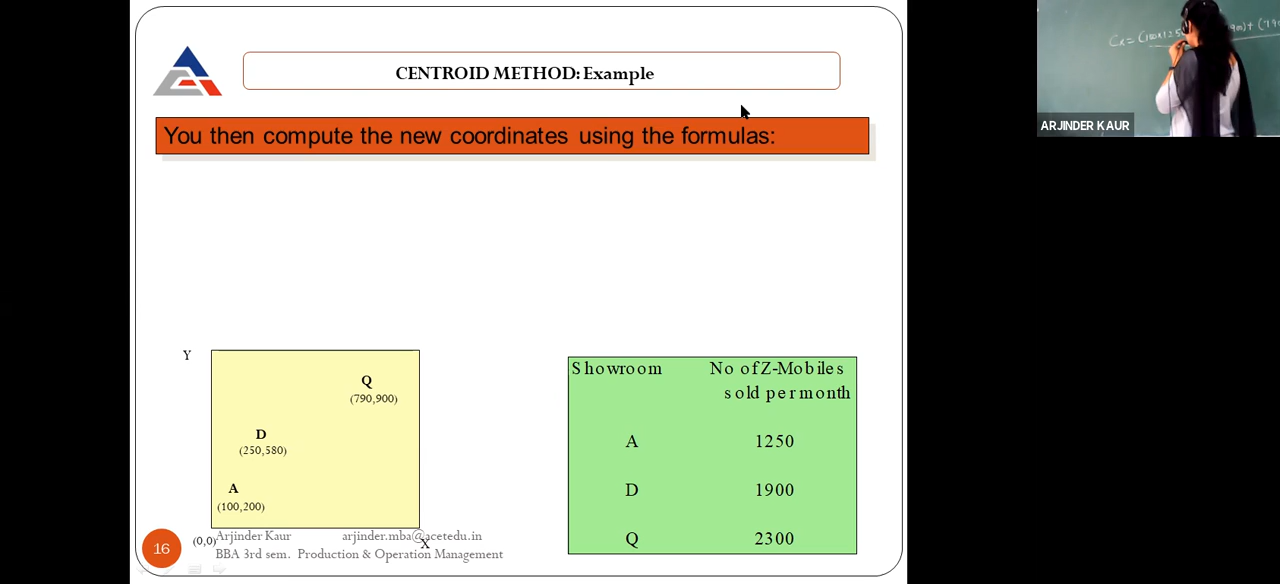 CENTROID METHOD: Example
You then compute the new coordinates using the formulas:
Y
Q
(790,900)
D
(250,580)
A
(100,200)
(0,0)
X
Showroom No of Z-Mobiles
sold per month
A 1250
D 1900
Q 2300
16
Arjinder Kaur arjinder.mba@acetedu.in
BBA 3rd sem. Production & Operation Management
ARJINDER KAUR